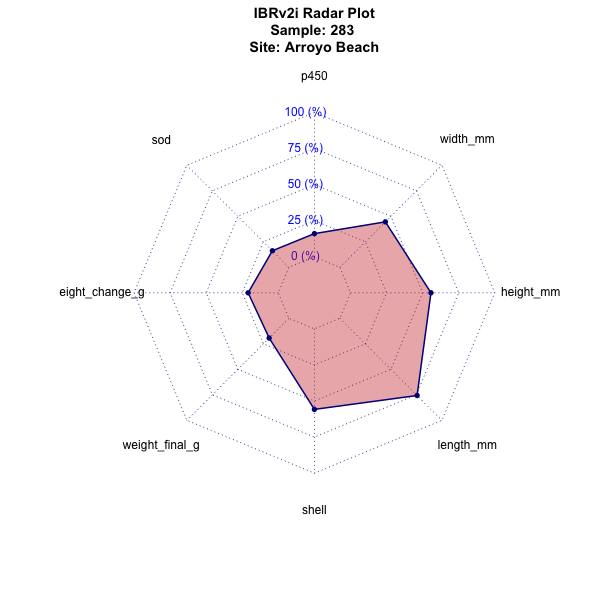 IBRv2i Radar Plot
Sample: 283
Site: Arroyo Beach
p450
100 (%)
sod
width_mm
75 (%)
50 (%)
25 (%)
0 (%)
eight_change_g
height_mm
weight_final_g
length_mm
shell